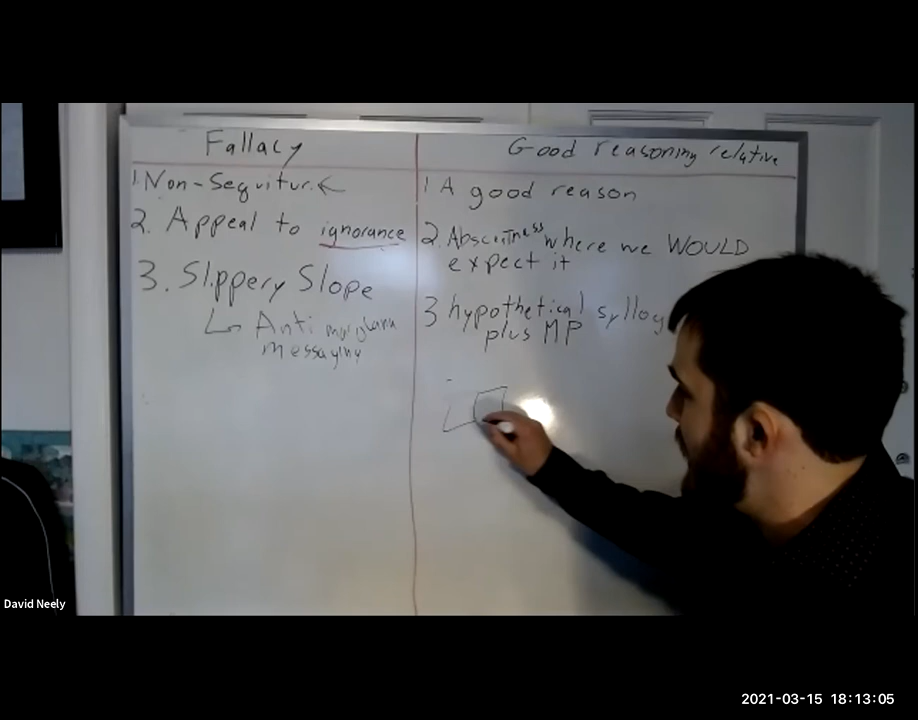 Fallacy
Good reasoning relative
1. Non-Sequitur.←
1 A good reason
2. Appeal to ignorance
2. where we WOULD
expect it
3. Slippery Slope
3 hypothetical syllog
plus MP
Anti
messaging
David Neely
2021-03-15 18:13:05